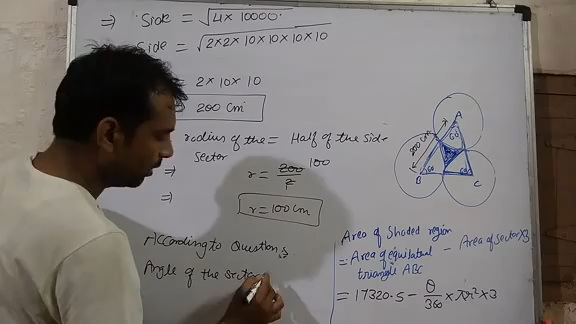 ⇒ Side = √4 × 10000
Side = √2×2×10×10×10×10
= 2 × 10 × 10
= 200 Cm
radius of the Sector = Half of the side
⇒ r = 200/2 100
⇒ r = 100 Cm
According to Question,
Angle of the sector
A
60
200 cm
B 60 60 C
Area of Shaded region
= Area of equilateral triangle ABC - Area of sector × 3
= 17320.5 - θ/360 × πr² × 3